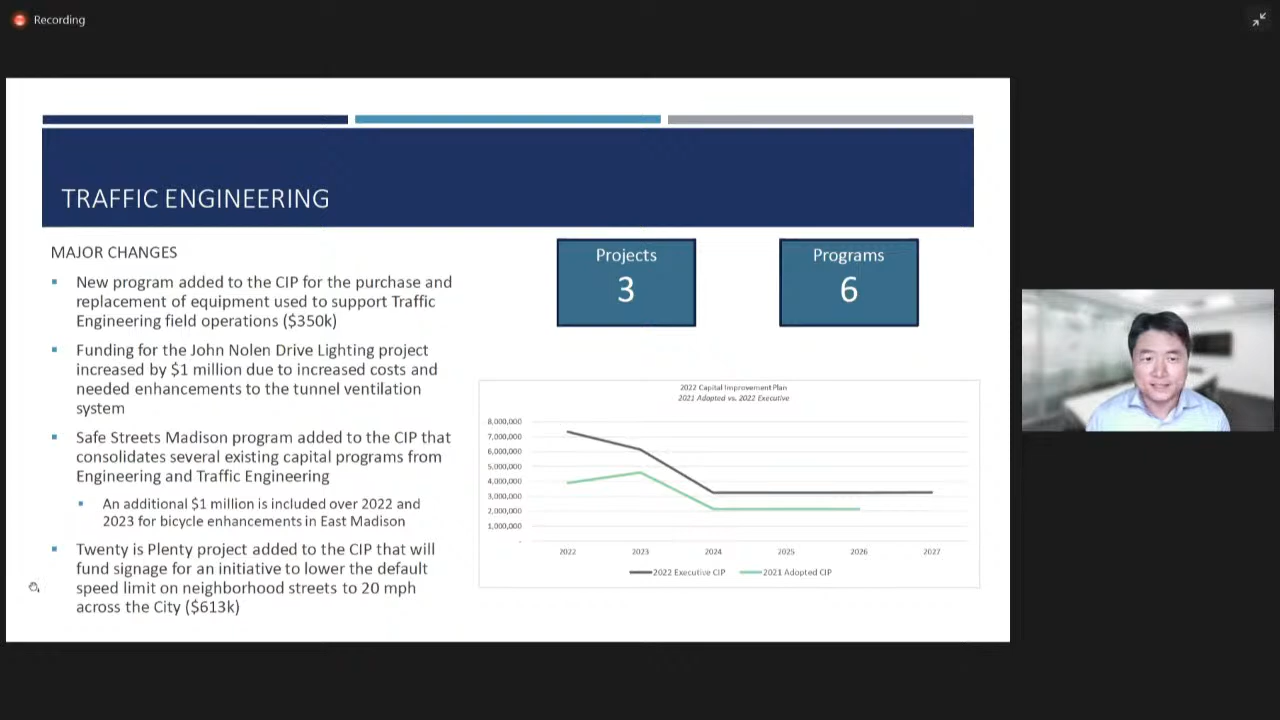 Recording
TRAFFIC ENGINEERING
MAJOR CHANGES
New program added to the CIP for the purchase and
replacement of equipment used to support Traffic
Engineering field operations ($350k)
Funding for the John Nolen Drive Lighting project
increased by $1 million due to increased costs and
needed enhancements to the tunnel ventilation
system
Safe Streets Madison program added to the CIP that
consolidates several existing capital programs from
Engineering and Traffic Engineering
An additional $1 million is included over 2022 and
2023 for bicycle enhancements in East Madison
Twenty is Plenty project added to the CIP that will
fund signage for an initiative to lower the default
speed limit on neighborhood streets to 20 mph
across the City ($613k)
Projects
3
Programs
6
2022 Capital Improvement Plan
2021 Adopted vs. 2022 Executive
8,000,000
7,000,000
6,000,000
5,000,000
4,000,000
3,000,000
2,000,000
1,000,000
-
2022 2023 2024 2025 2026 2027
2022 Executive CIP 2021 Adopted CIP